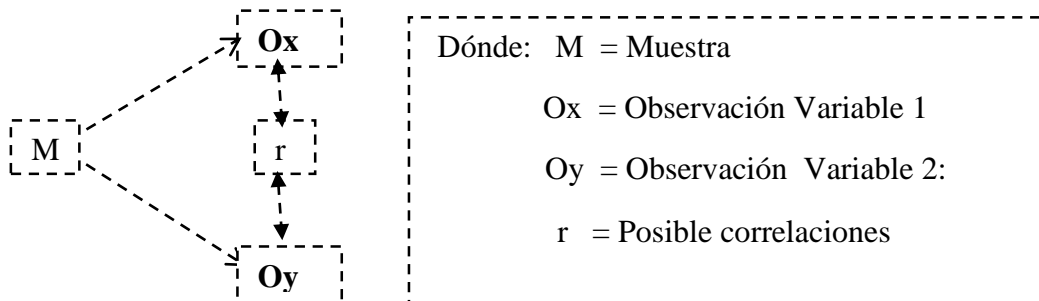 Ox
M
r
Oy
Dónde: M = Muestra
Ox = Observación Variable 1
Oy = Observación Variable 2:
r = Posible correlaciones